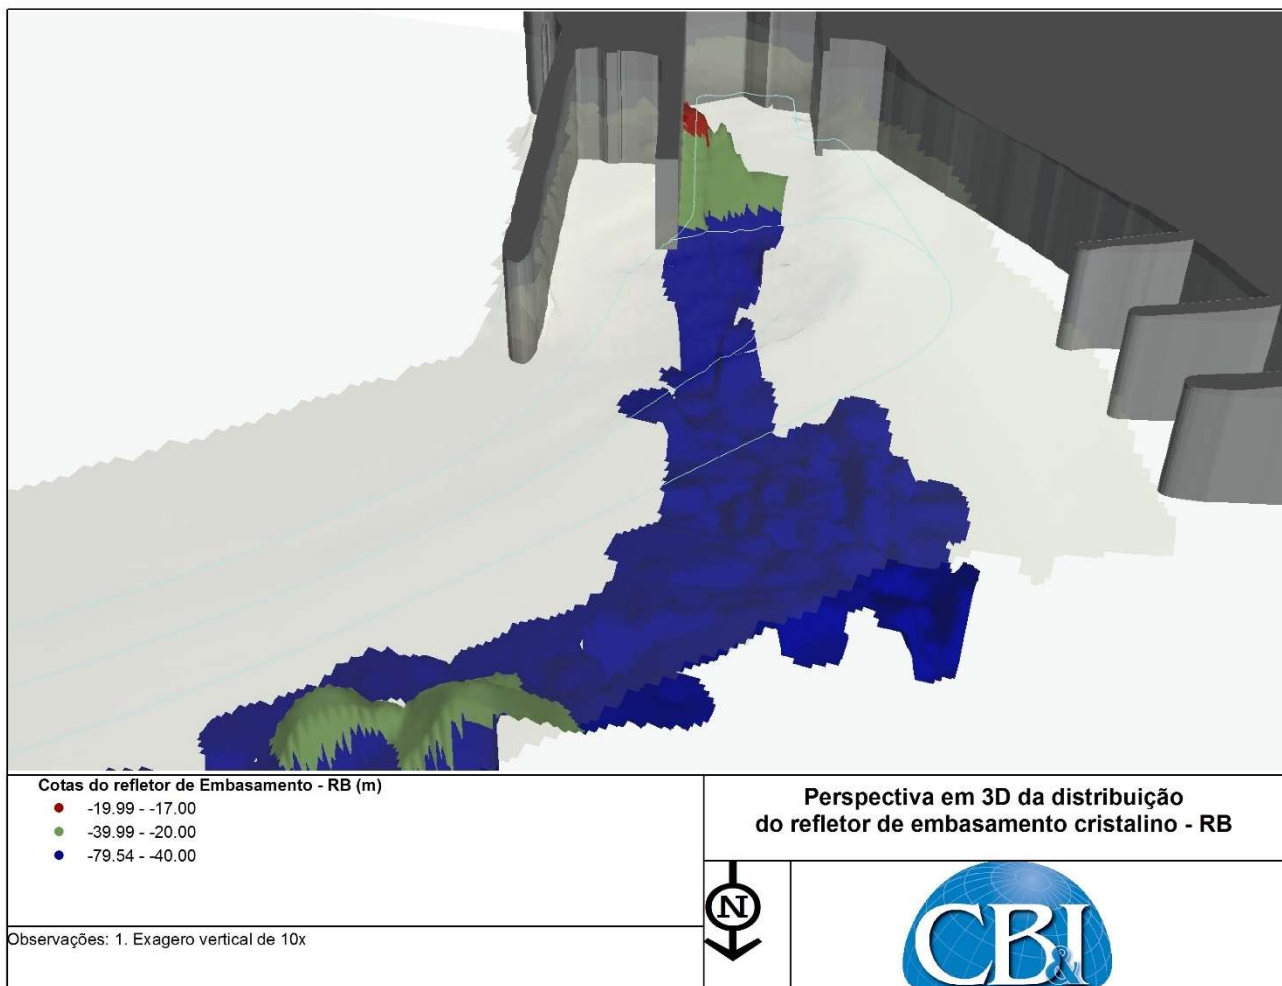 Cotas do refletor de Embasamento - RB (m)
-19.99 - -17.00
-39.99 - -20.00
-79.54 - -40.00
Observações: 1. Exagero vertical de 10x
Perspectiva em 3D da distribuição
do refletor de embasamento cristalino - RB
N
CB&I